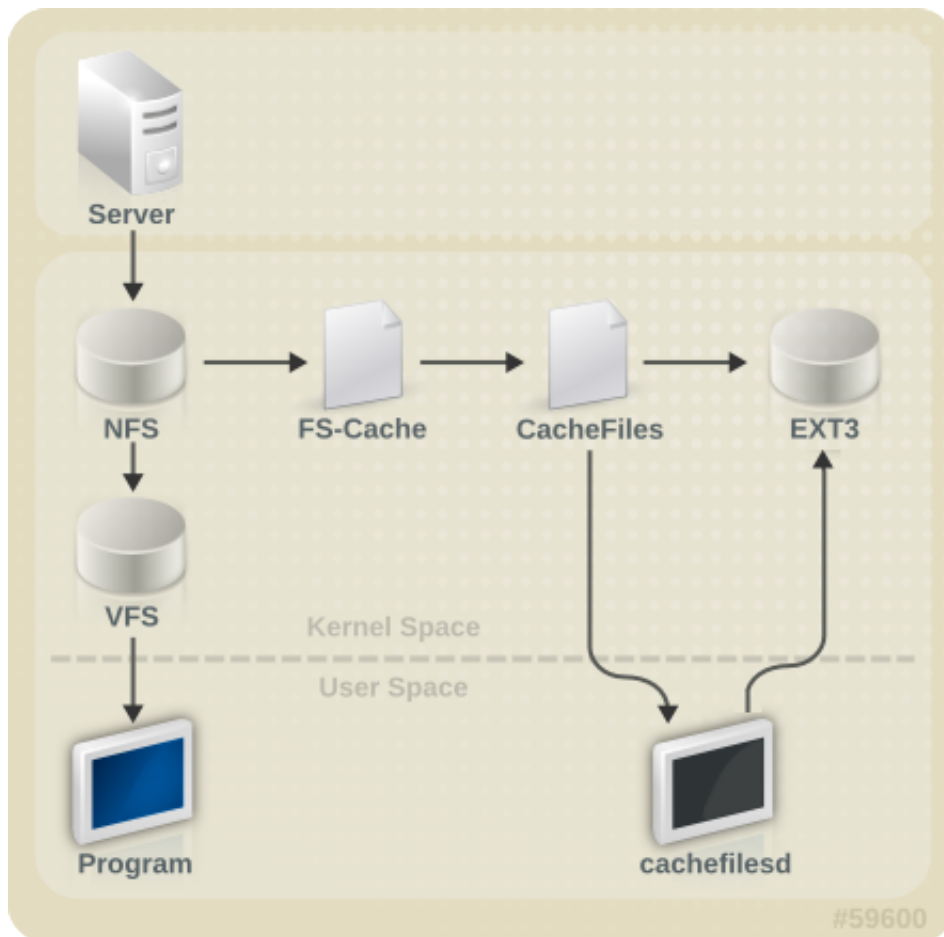 Server
NFS
FS-Cache
CacheFiles
EXT3
VFS
Kernel Space
User Space
Program
cachefilesd
#59600